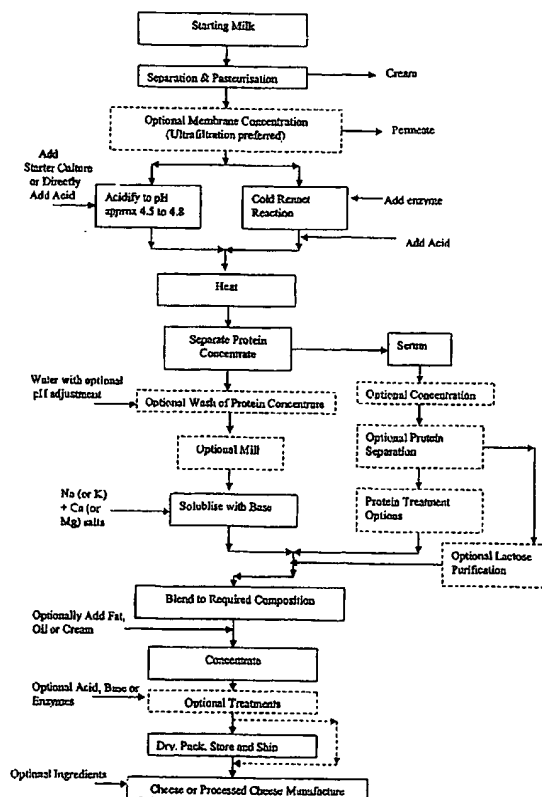 Starting Milk
Separation & Pasteurisation
Cream
Optional Membrane Concentration
(Ultrafiltration preferred)
Permeate
Add
Starter Culture
or Directly
Add Acid
Acidify to pH
approx 4.5 to 4.8
Cold Rennet
Reaction
Add enzyme
Add Acid
Heat
Separate Protein
Concentrate
Serum
Water with optional
pH adjustment
Optional Wash of Protein Concentrate
Optional Concentration
Optional Mill
Optional Protein
Separation
Na (or K)
+ Ca (or
Mg) salts
Solublise with Base
Protein Treatment
Options
Optional Lactose
Purification
Blend to Required Composition
Optionally Add Fat,
Oil or Cream
Concentrate
Optional Acid, Base or
Enzymes
Optional Treatments
Dry, Pack, Store and Ship
Optional Ingredients
Cheese or Processed Cheese Manufacture